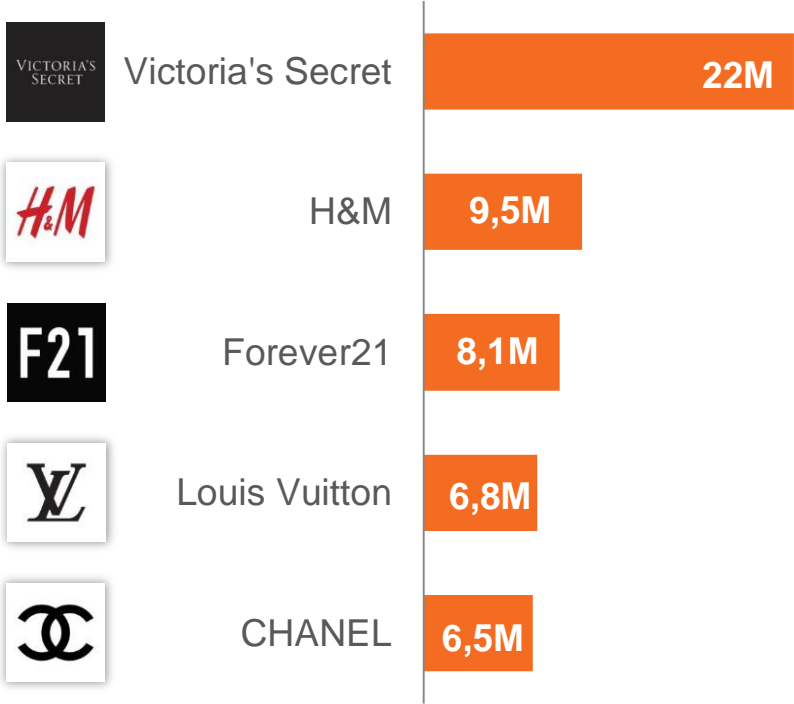 VICTORIA'S
SECRET
Victoria's Secret
22M
H&M
H&M
9,5M
F21
Forever21
8,1M
LV
Louis Vuitton
6,8M
CHANEL
6,5M